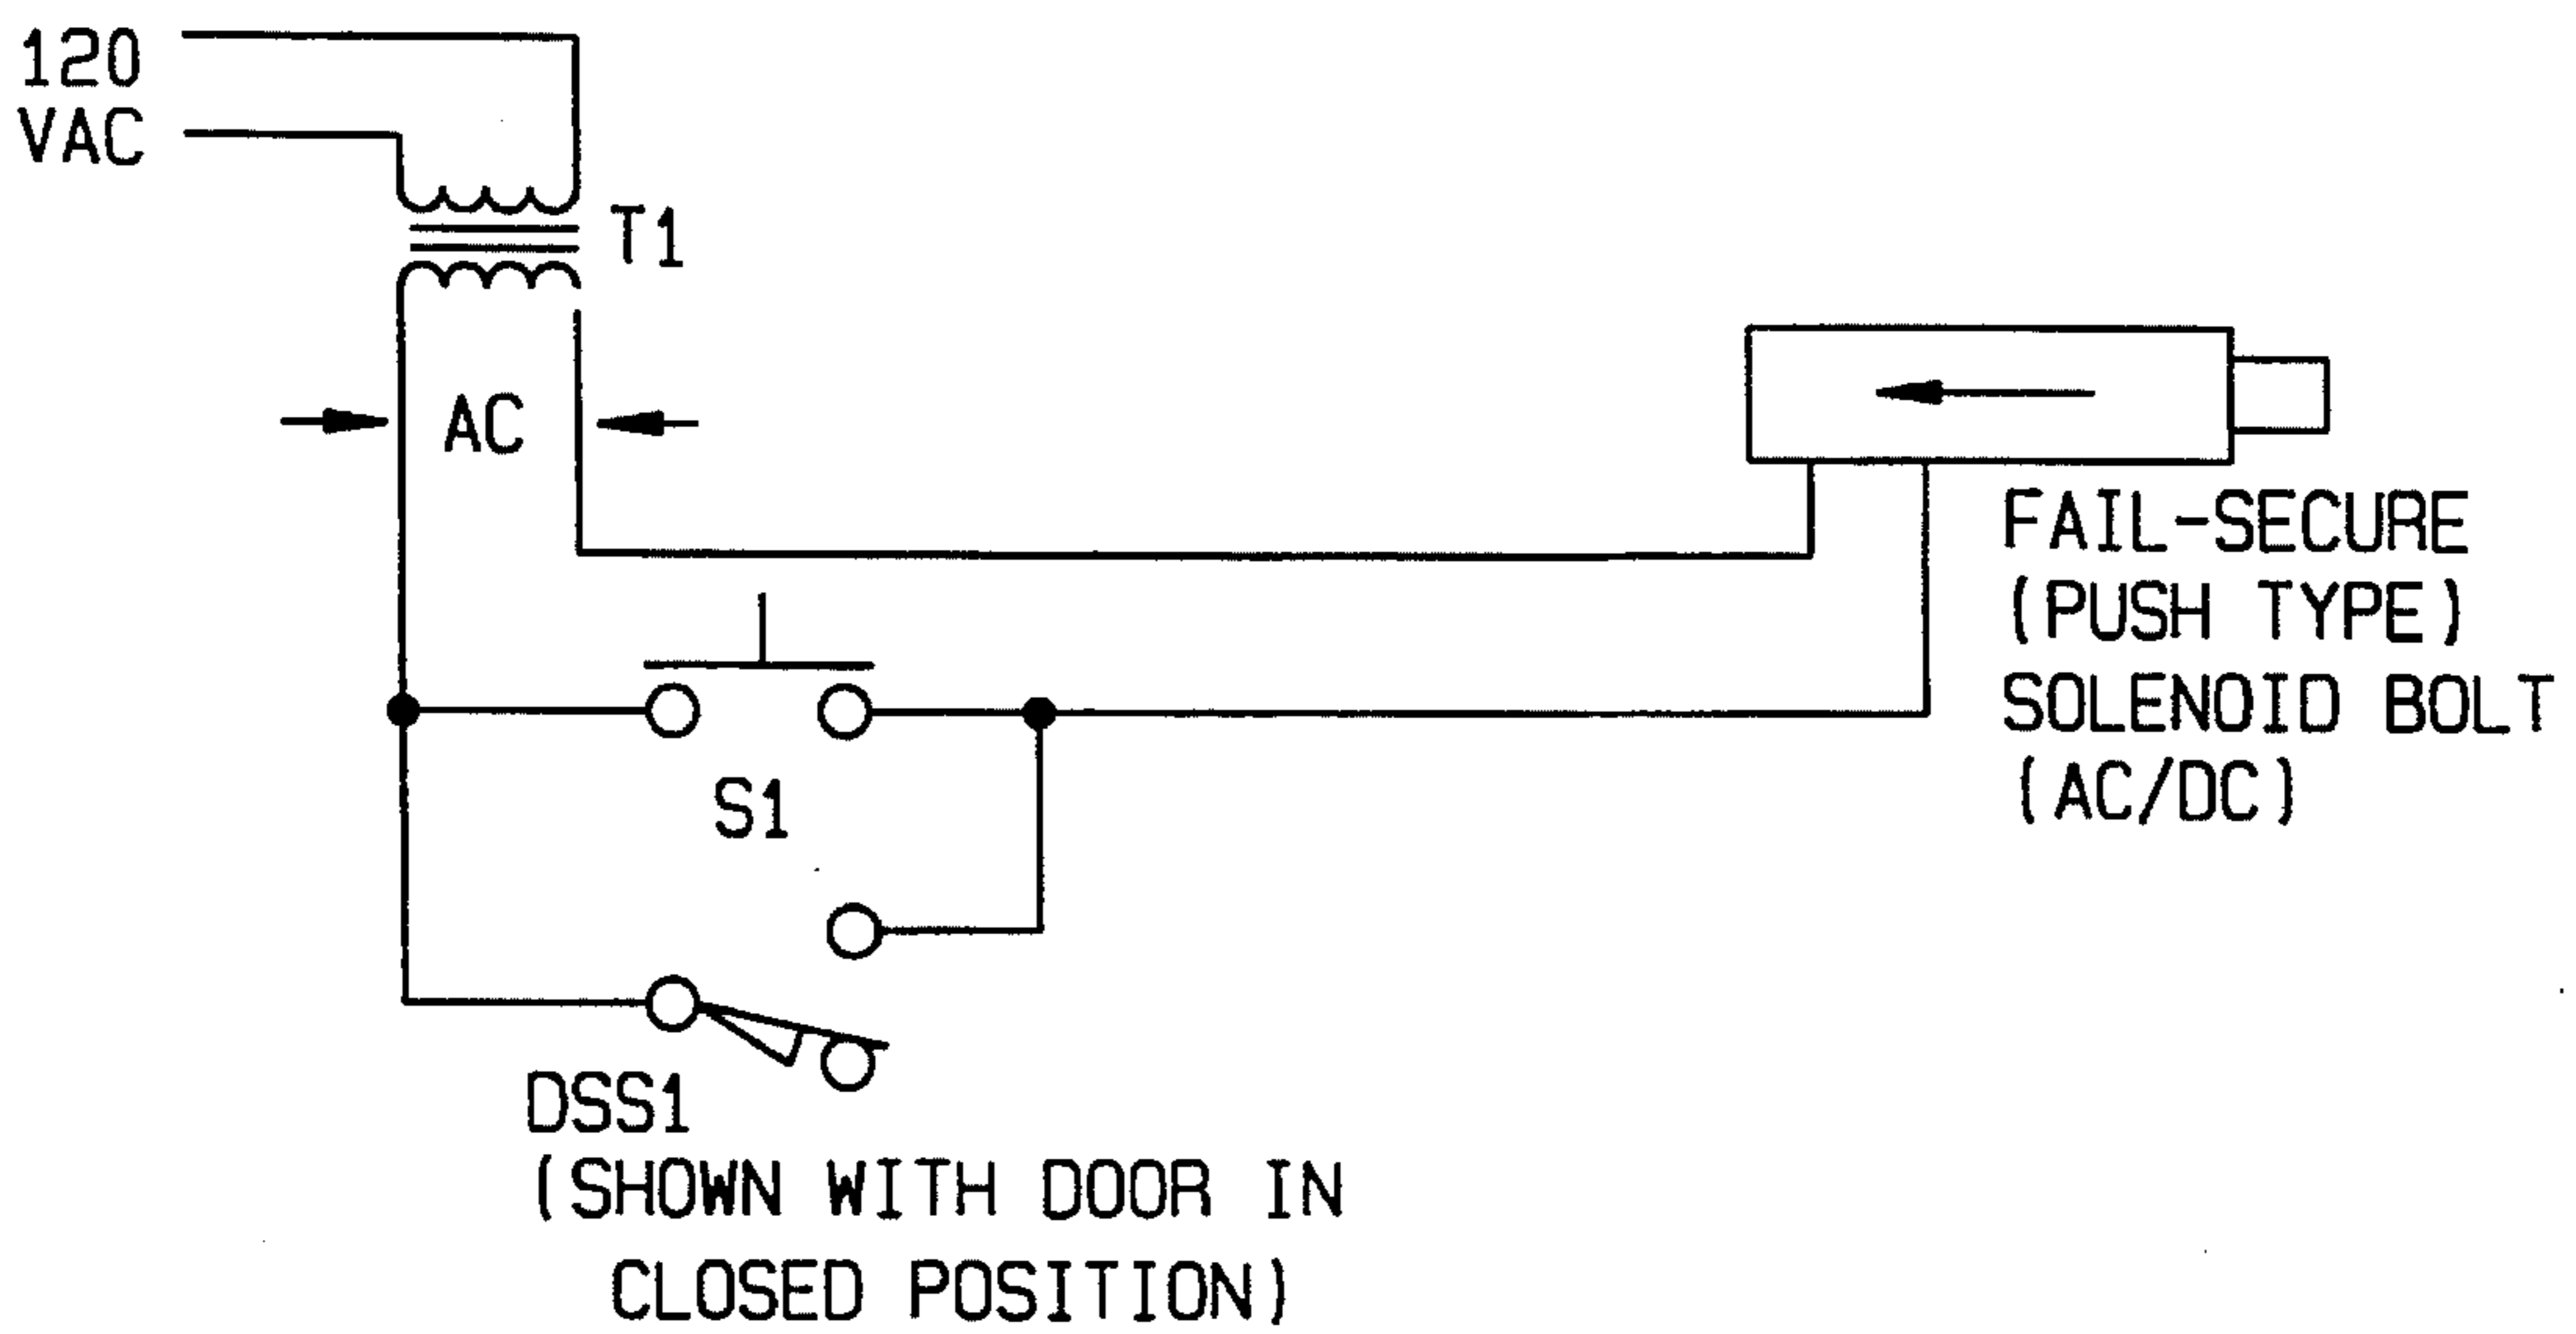 120
VAC
T1
AC
FAIL-SECURE
(PUSH TYPE)
SOLENOID BOLT
(AC/DC)
S1
DSS1
(SHOWN WITH DOOR IN
CLOSED POSITION)